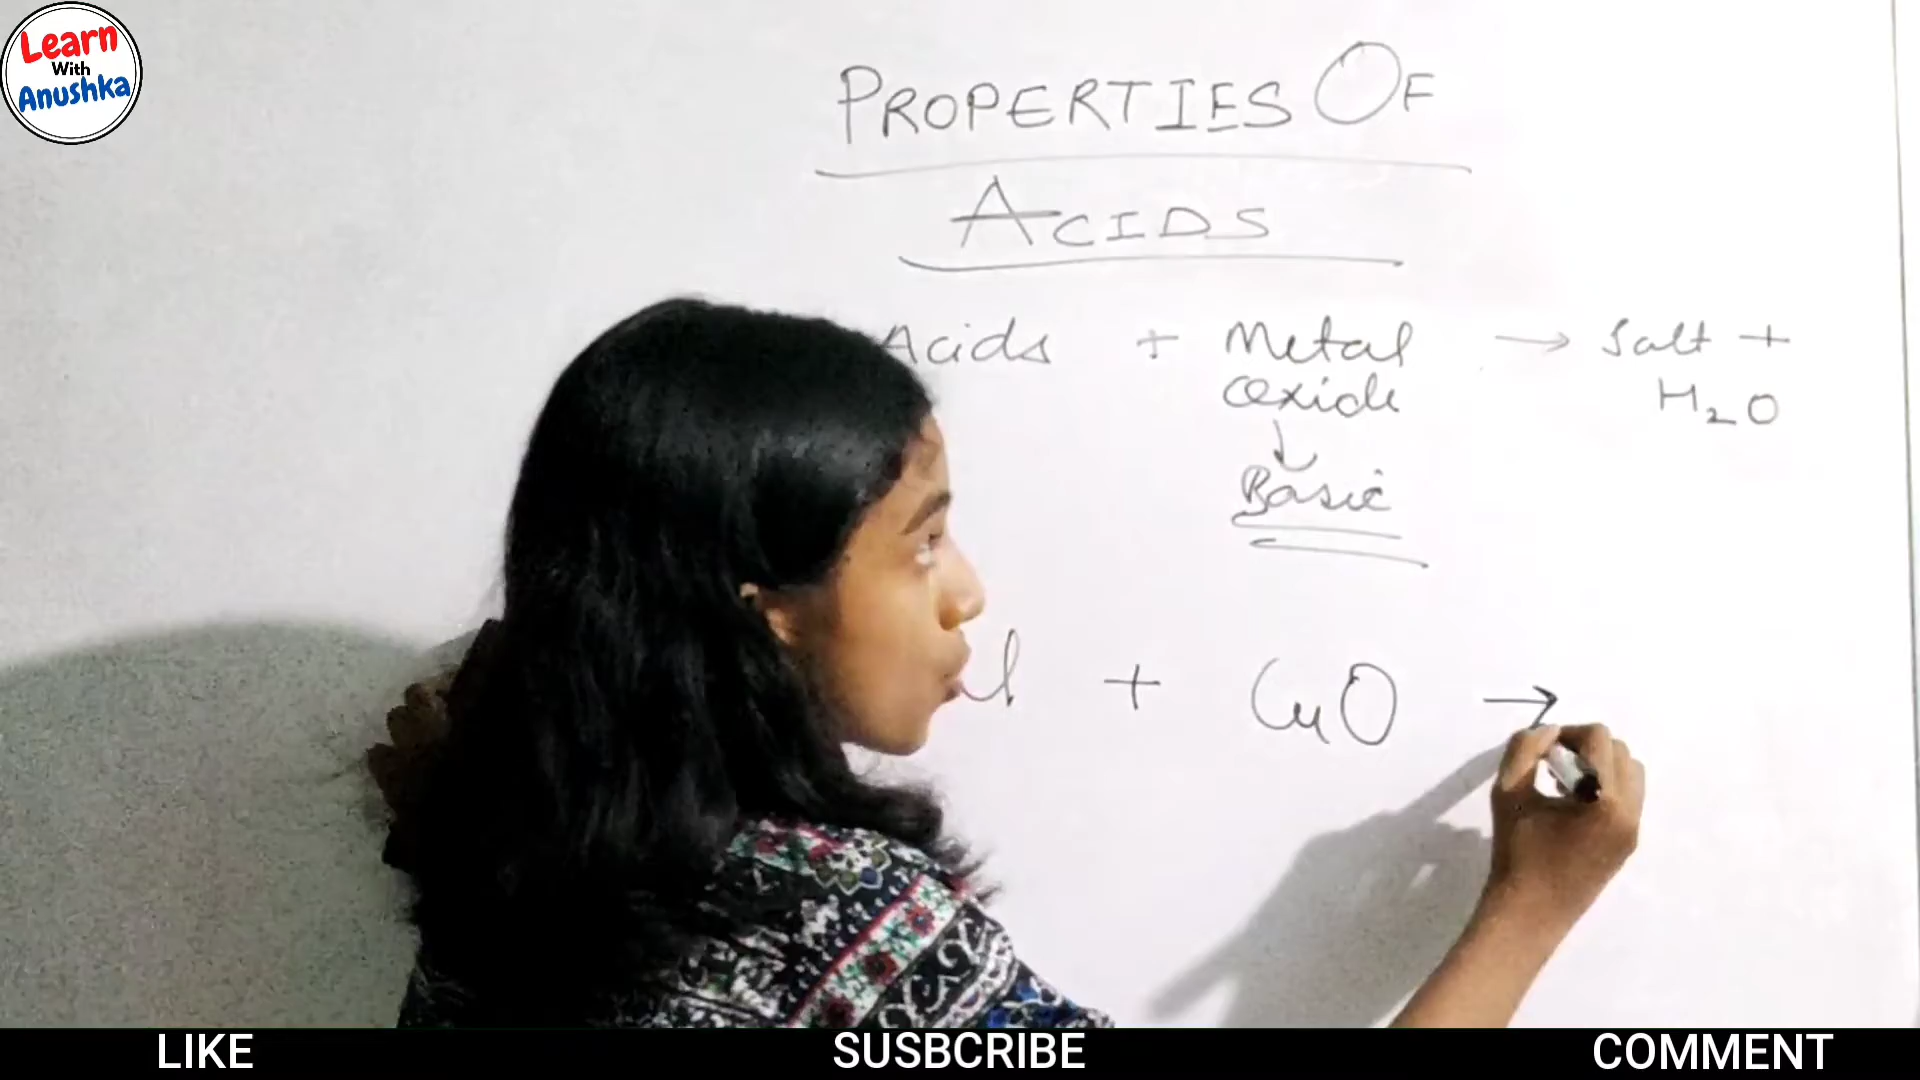 Learn
With
Anushka
PROPERTIES OF
ACIDS
Acids + Metal → Salt +
oxide H₂O
↓
Basic
l + CuO →
LIKE SUSBCRIBE COMMENT